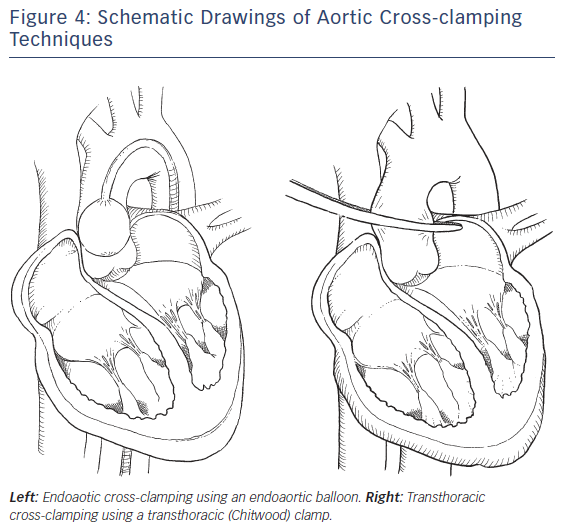 Figure 4: Schematic Drawings of Aortic Cross-clamping
Techniques
Left: Endoaotic cross-clamping using an endoaortic balloon. Right: Transthoracic
cross-clamping using a transthoracic (Chitwood) clamp.